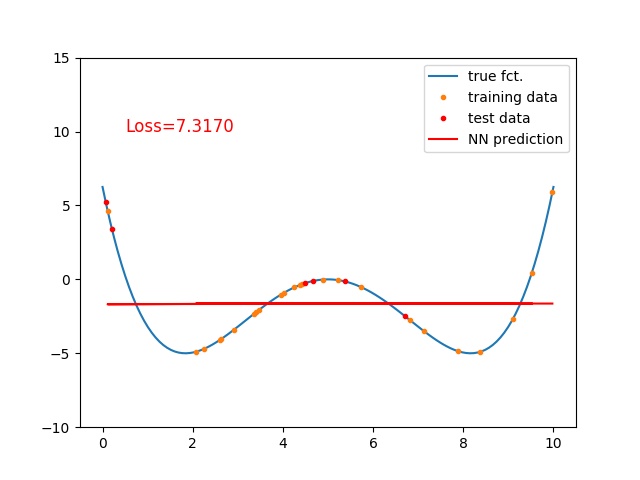 15
10
5
0
−5
−10
0
2
4
6
8
10
Loss=7.3170
true fct.
training data
test data
NN prediction